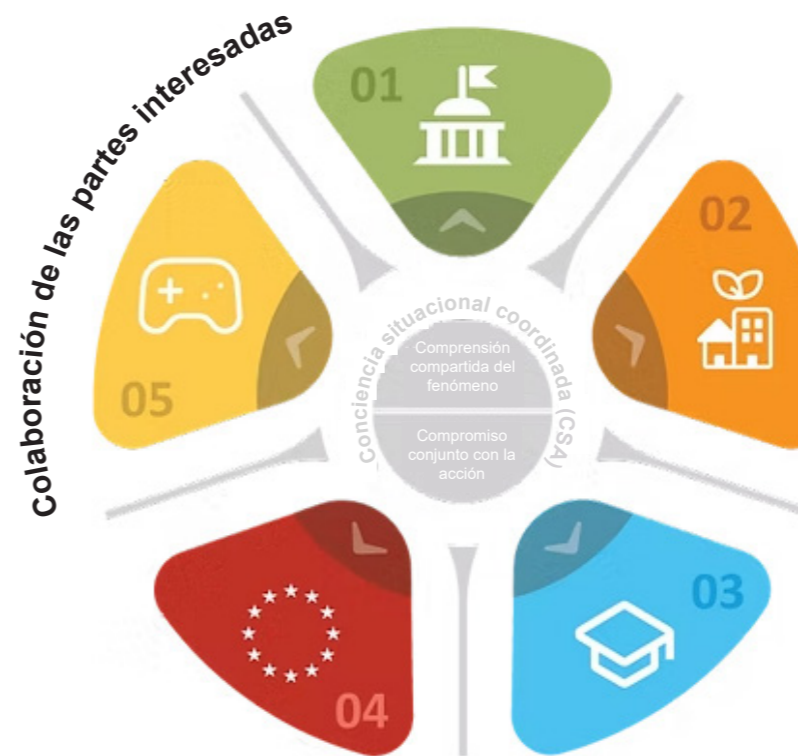 Colaboración de las partes interesadas
01
02
05
Conciencia situacional coordinada (CSA)
Comprensión
compartida del
fenómeno
Compromiso
conjunto con la
acción
03
04